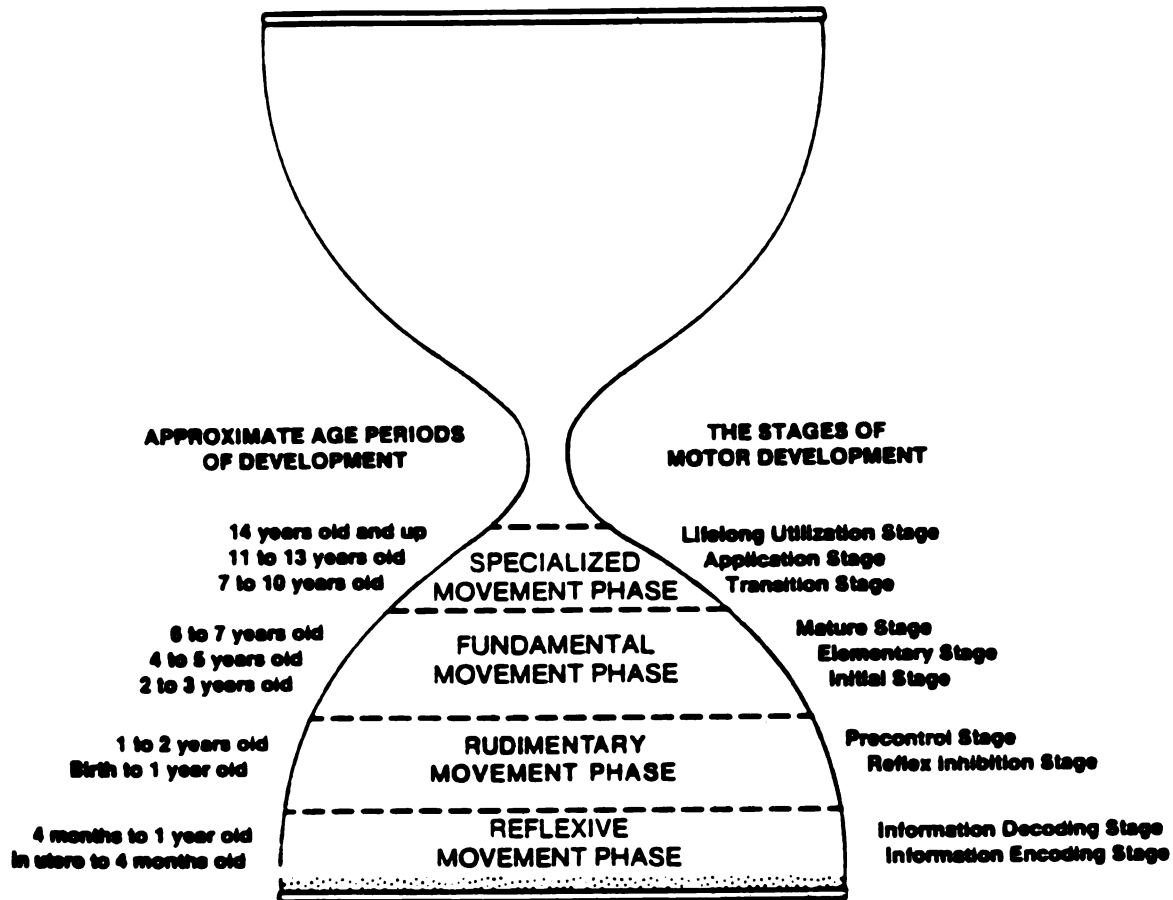 APPROXIMATE AGE PERIODS
OF DEVELOPMENT
THE STAGES OF
MOTOR DEVELOPMENT
14 years old and up
11 to 13 years old
7 to 10 years old
SPECIALIZED
MOVEMENT PHASE
Lifelong Utilization Stage
Application Stage
Transition Stage
6 to 7 years old
4 to 5 years old
2 to 3 years old
FUNDAMENTAL
MOVEMENT PHASE
Mature Stage
Elementary Stage
Initial Stage
1 to 2 years old
Birth to 1 year old
RUDIMENTARY
MOVEMENT PHASE
Precontrol Stage
Reflex Inhibition Stage
4 months to 1 year old
In utero to 4 months old
REFLEXIVE
MOVEMENT PHASE
Information Decoding Stage
Information Encoding Stage